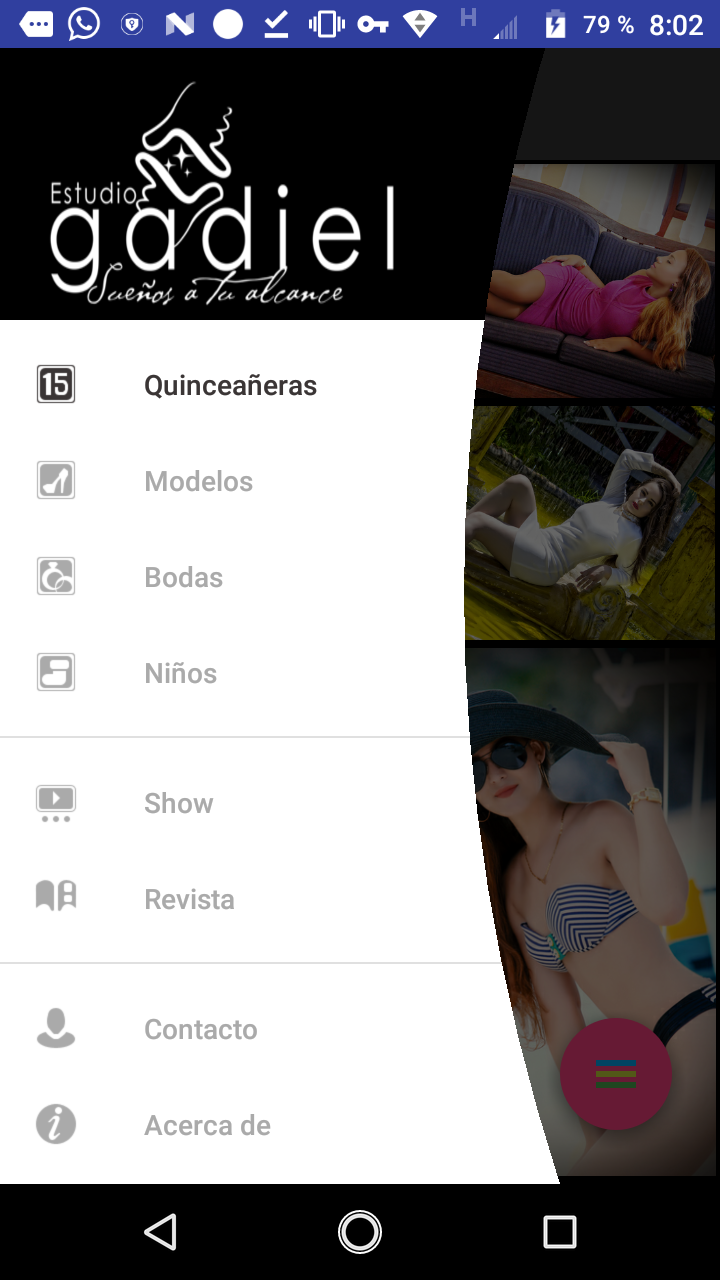 H
79 %
8:02
Estudio
gadiel
Sueños a tu alcance
15
Quinceañeras
Modelos
Bodas
Niños
Show
Revista
Contacto
Acerca de